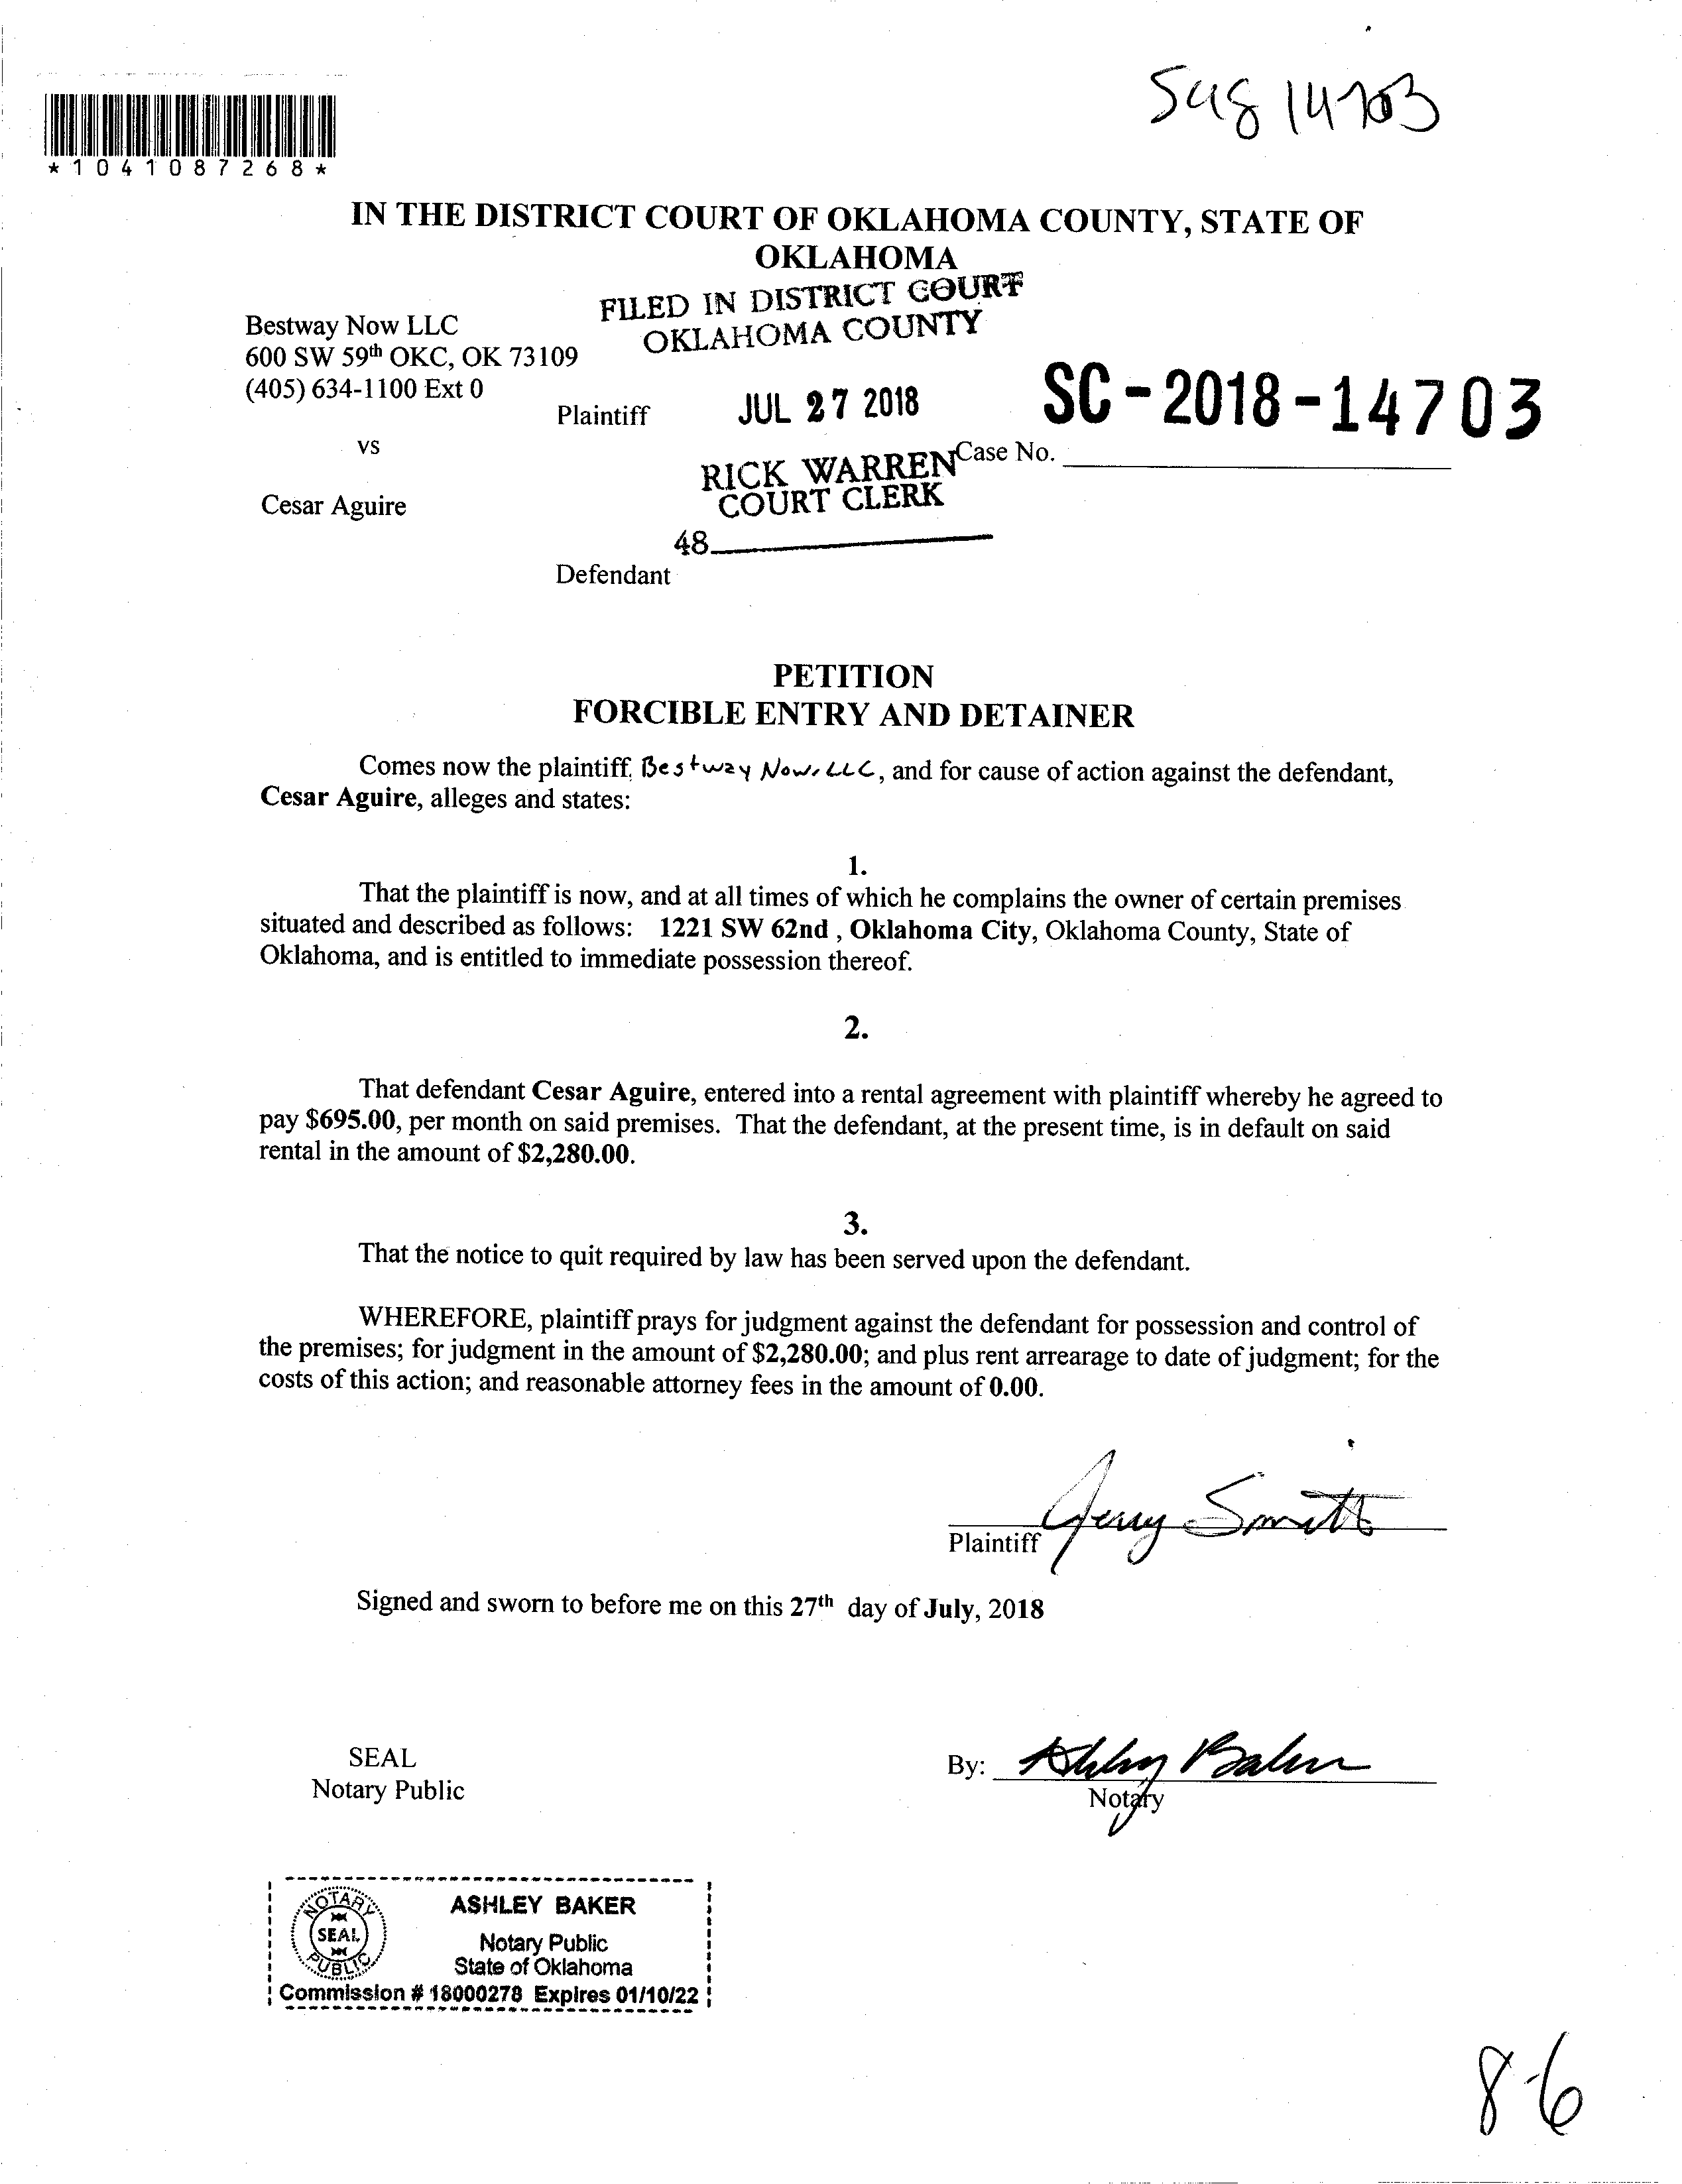 14703
*1041087268*
IN THE DISTRICT COURT OF OKLAHOMA COUNTY, STATE OF
OKLAHOMA
FILED IN DISTRICT COURT
OKLAHOMA COUNTY
Bestway Now LLC
600 SW 59th OKC, OK 73109
(405) 634-1100 Ext 0
Plaintiff
JUL 27 2018
SC-2018-14703
vs
Case No.
RICK WARREN
COURT CLERK
Cesar Aguire
48
Defendant
PETITION
FORCIBLE ENTRY AND DETAINER
Comes now the plaintiff, Bestway Now, LLC, and for cause of action against the defendant,
Cesar Aguire, alleges and states:
1.
That the plaintiff is now, and at all times of which he complains the owner of certain premises
situated and described as follows: 1221 SW 62nd , Oklahoma City, Oklahoma County, State of
Oklahoma, and is entitled to immediate possession thereof.
2.
That defendant Cesar Aguire, entered into a rental agreement with plaintiff whereby he agreed to
pay $695.00, per month on said premises. That the defendant, at the present time, is in default on said
rental in the amount of $2,280.00.
3.
That the notice to quit required by law has been served upon the defendant.
WHEREFORE, plaintiff prays for judgment against the defendant for possession and control of
the premises; for judgment in the amount of $2,280.00; and plus rent arrearage to date of judgment; for the
costs of this action; and reasonable attorney fees in the amount of 0.00.
Jerry Smith
Plaintiff
Signed and sworn to before me on this 27th day of July, 2018
SEAL
Notary Public
By: Ashley Baker
Notary
NOTARY
SEAL
PUBLIC
ASHLEY BAKER
Notary Public
State of Oklahoma
Commission # 18000278 Expires 01/10/22
8-6